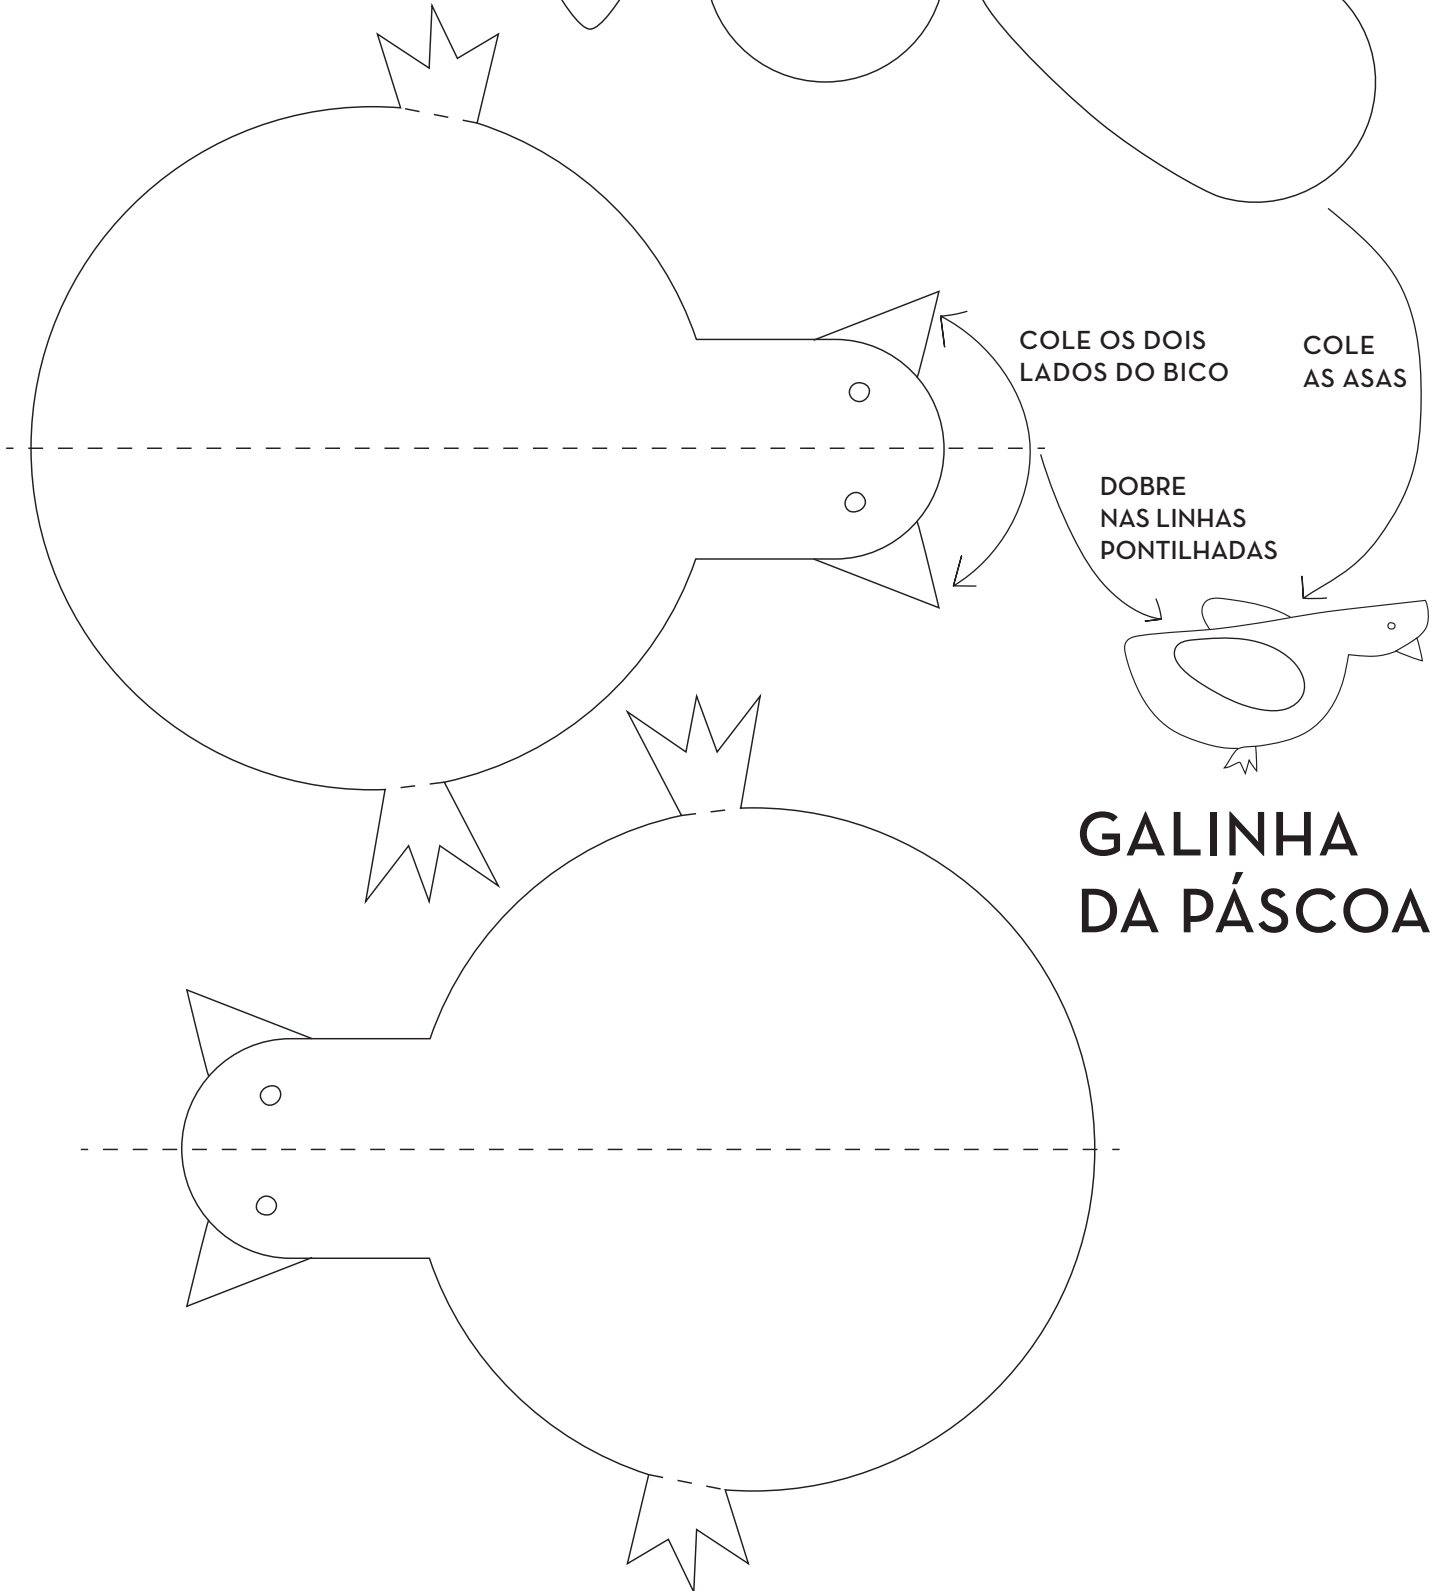 COLE OS DOIS
LADOS DO BICO
COLE
AS ASAS
DOBRE
NAS LINHAS
PONTILHADAS
GALINHA
DA PÁSCOA